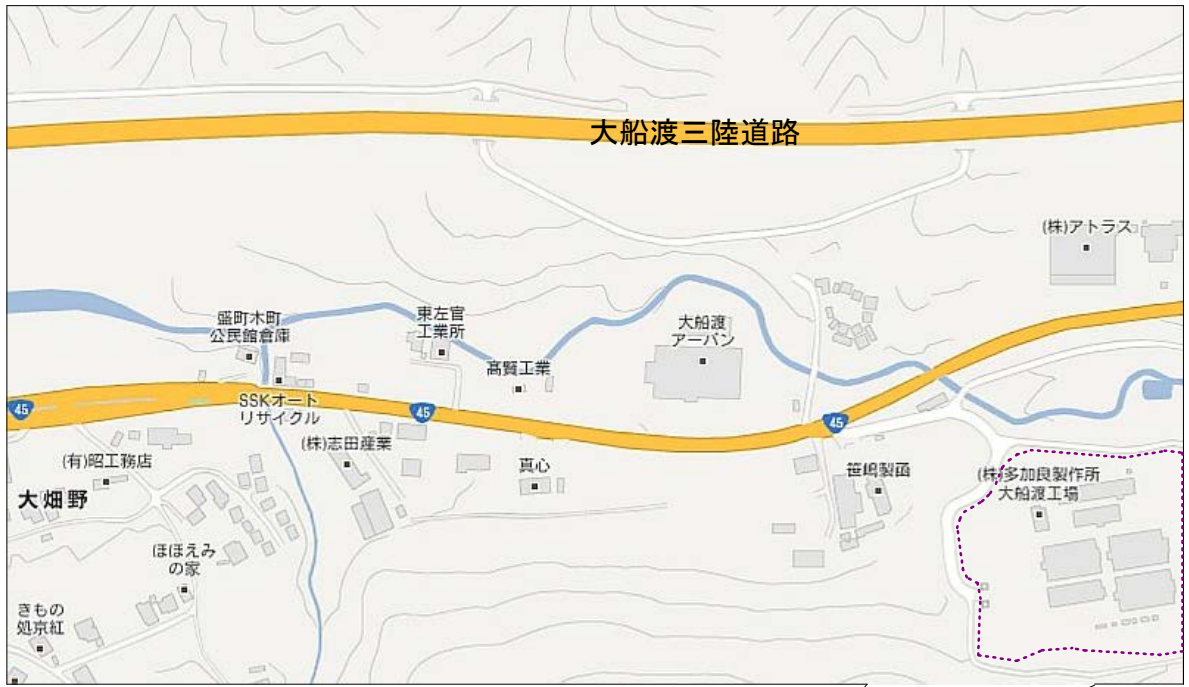 大船渡三陸道路
(株)アトラス
盛町木町
公民館倉庫
東左官
工業所
大船渡
アーバン
髙賢工業
SSKオート
リサイクル
45
45
45
(株)志田産業
(有)昭工務店
真心
笹嶋製函
(株)多加良製作所
大船渡工場
大畑野
ほほえみ
の家
きもの
処京紅